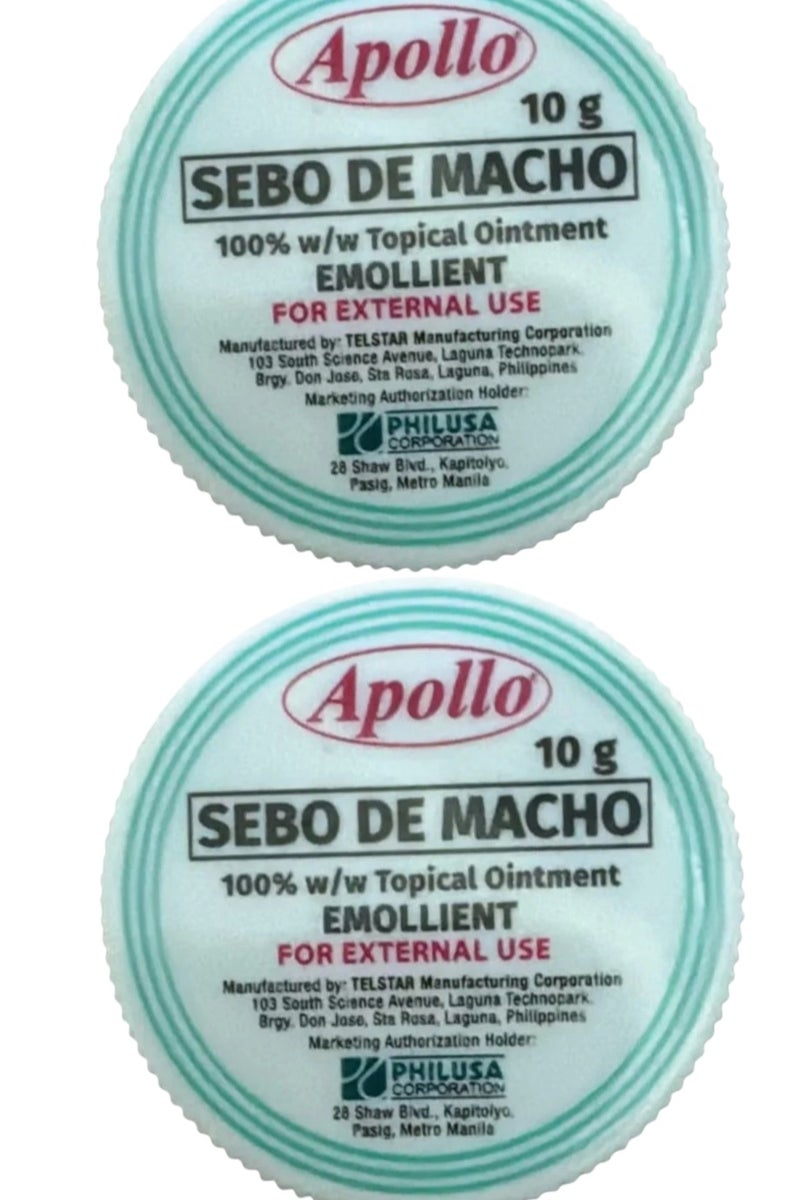 Apollo
10 g
SEBO DE MACHO
100% w/w Topical Ointment
EMOLLIENT
FOR EXTERNAL USE
Manufactured by: TELSTAR Manufacturing Corporation
103 South Science Avenue, Laguna Technopark,
Brgy. Don Jose, Sta Rosa, Laguna, Philippines
Marketing Authorization Holder:
PHILUSA
CORPORATION
28 Shaw Blvd., Kapitolyo,
Pasig, Metro Manila
Apollo
10 g
SEBO DE MACHO
100% w/w Topical Ointment
EMOLLIENT
FOR EXTERNAL USE
Manufactured by: TELSTAR Manufacturing Corporation
103 South Science Avenue, Laguna Technopark,
Brgy. Don Jose, Sta Rosa, Laguna, Philippines
Marketing Authorization Holder:
PHILUSA
CORPORATION
28 Shaw Blvd., Kapitolyo,
Pasig, Metro Manila